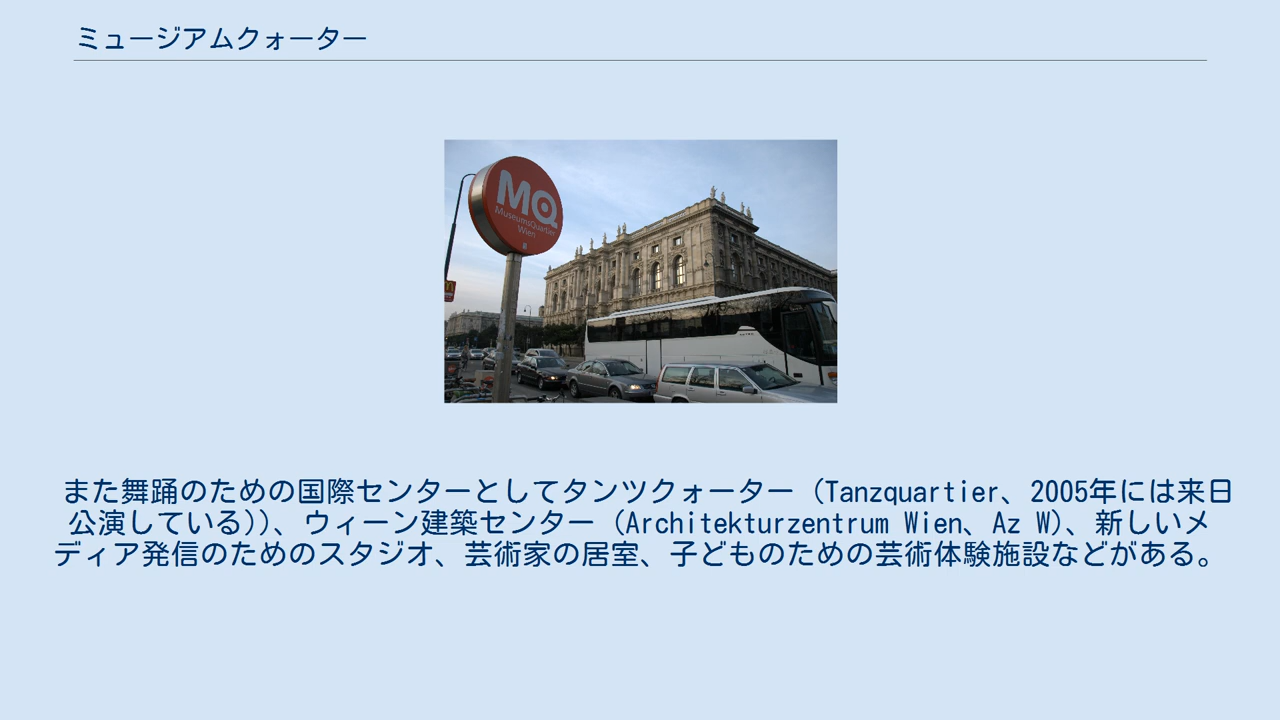 ミュージアムクォーター
MQ
MuseumsQuartier
Wien
また舞踊のための国際センターとしてタンツクォーター (Tanzquartier、2005年には来日
公演している))、ウィーン建築センター (Architekturzentrum Wien、Az W)、新しいメ
ディア発信のためのスタジオ、芸術家の居室、子どものための芸術体験施設などがある。